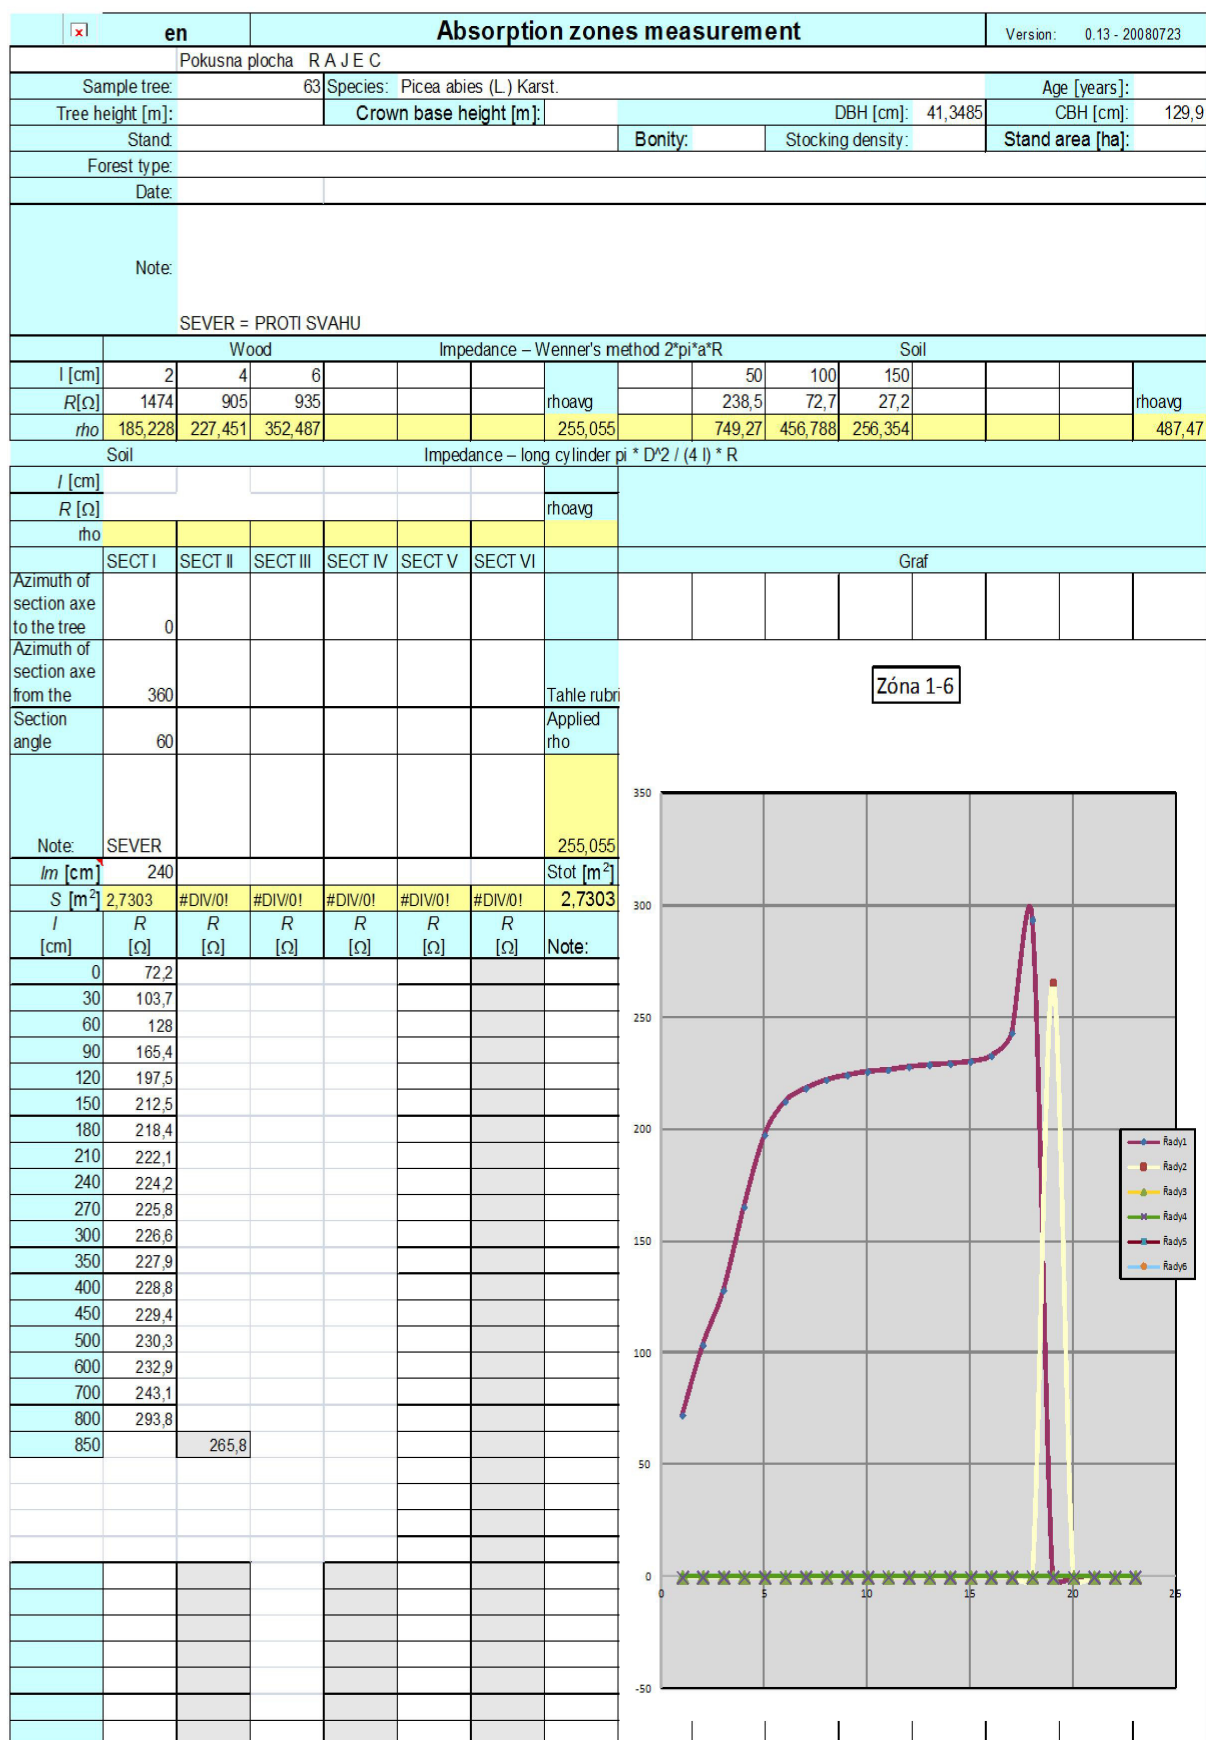 en Absorption zones measurement Version: 0.13 - 20080723
Pokusna plocha R A J E C
Sample tree: 63 Species: Picea abies (L.) Karst. Age [years]:
Tree height [m]: Crown base height [m]: DBH [cm]: 41,3485 CBH [cm]: 129,9
Stand: Bonity: Stocking density: Stand area [ha]:
Forest type:
Date:
Note:
SEVER = PROTI SVAHU
Wood Impedance – Wenner's method 2*pi*a*R Soil
l [cm] 2 4 6 50 100 150
R[Ω] 1474 905 935 rhoavg 238,5 72,7 27,2 rhoavg
rho 185,228 227,451 352,487 255,055 749,27 456,788 256,354 487,47
Soil Impedance – long cylinder pi * D^2 / (4 l) * R
l [cm]
R [Ω] rhoavg
rho
SECT I SECT II SECT III SECT IV SECT V SECT VI Graf
Azimuth of
section axe
to the tree 0
Azimuth of
section axe
from the 360 Tahle rubri
Section
angle 60
Applied
rho
Note: SEVER 255,055
lm [cm] 240 Stot [m²]
S [m²] 2,7303 #DIV/0! #DIV/0! #DIV/0! #DIV/0! #DIV/0! 2,7303
l R R R R R R
[cm] [Ω] [Ω] [Ω] [Ω] [Ω] [Ω] Note:
0 72,2
30 103,7
60 128
90 165,4
120 197,5
150 212,5
180 218,4
210 222,1
240 224,2
270 225,8
300 226,6
350 227,9
400 228,8
450 229,4
500 230,3
600 232,9
700 243,1
800 293,8
850 265,8
Zóna 1-6
350
300
250
200
150
100
50
0
-50
0 5 10 15 20 25
Řady1
Řady2
Řady3
Řady4
Řady5
Řady6